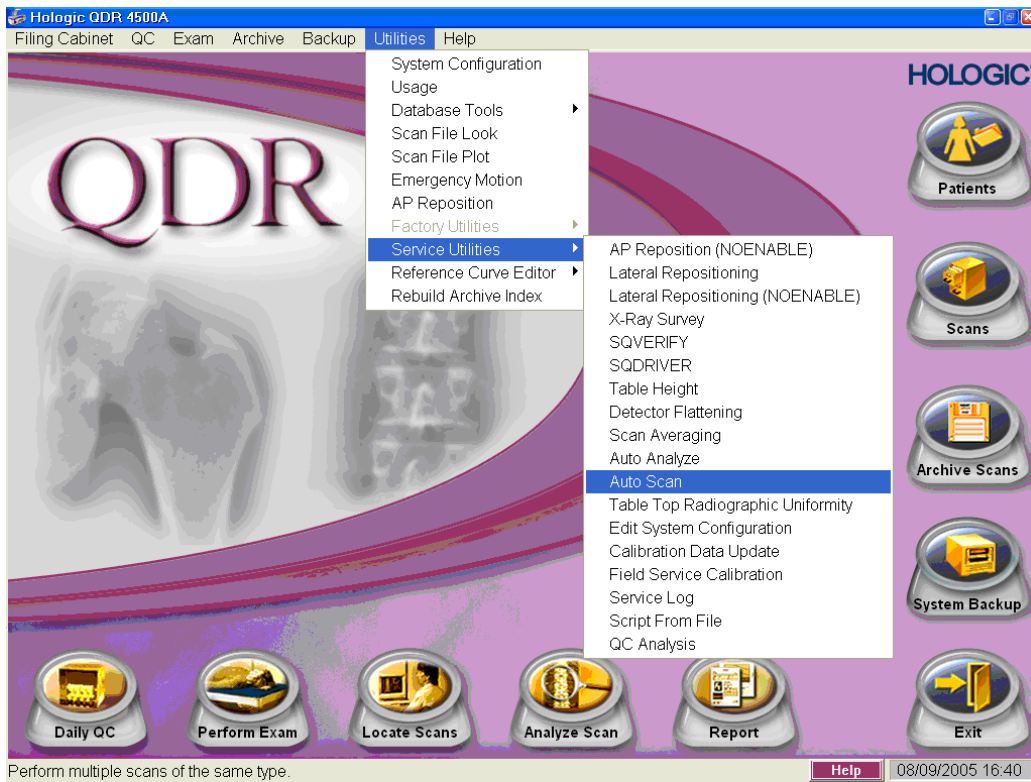 Hologic QDR 4500A
Filing Cabinet QC Exam Archive Backup Utilities Help
System Configuration
Usage
Database Tools
Scan File Look
Scan File Plot
Emergency Motion
AP Reposition
Factory Utilities
Service Utilities
Reference Curve Editor
Rebuild Archive Index
AP Reposition (NOENABLE)
Lateral Repositioning
Lateral Repositioning (NOENABLE)
X-Ray Survey
SQVERIFY
SQDRIVER
Table Height
Detector Flattening
Scan Averaging
Auto Analyze
Auto Scan
Table Top Radiographic Uniformity
Edit System Configuration
Calibration Data Update
Field Service Calibration
Service Log
Script From File
QC Analysis
QDR
HOLOGIC
Patients
Scans
Archive Scans
System Backup
Daily QC Perform Exam Locate Scans Analyze Scan Report Exit
Perform multiple scans of the same type. Help 08/09/2005 16:40